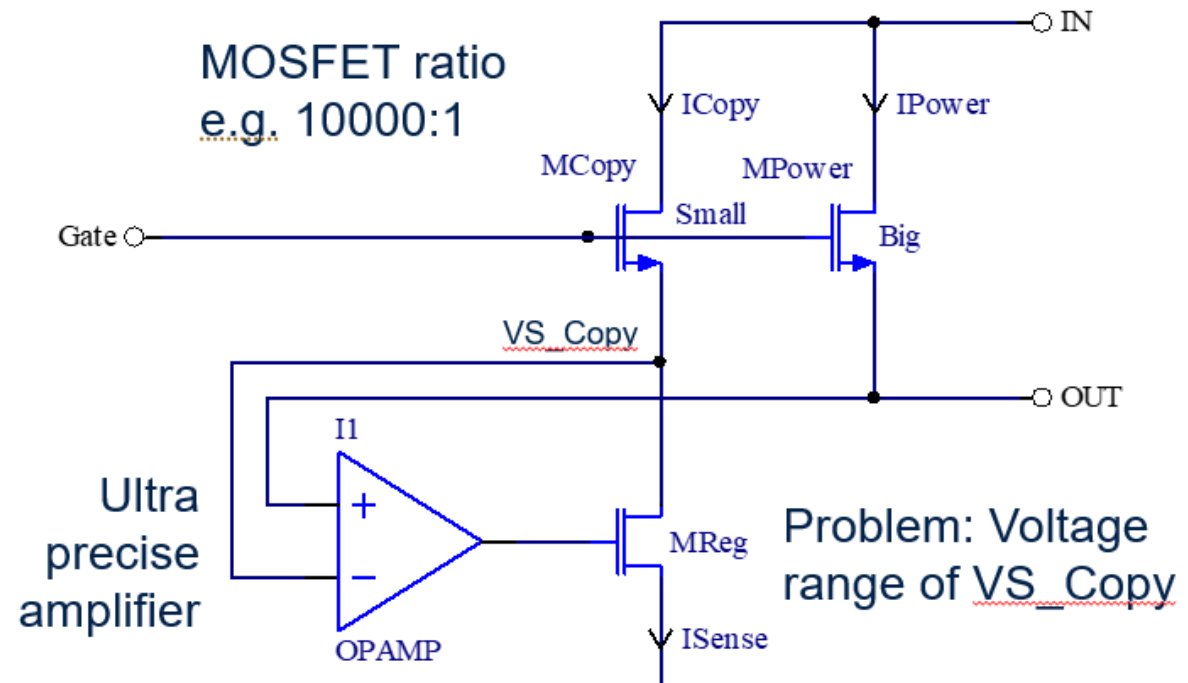 IN
MOSFET ratio
e.g. 10000:1
ICopy
IPower
MCopy
MPower
Small
Gate
Big
VS_Copy
OUT
I1
+
Ultra
precise
amplifier
−
MReg
Problem: Voltage
range of VS_Copy
OPAMP
ISense